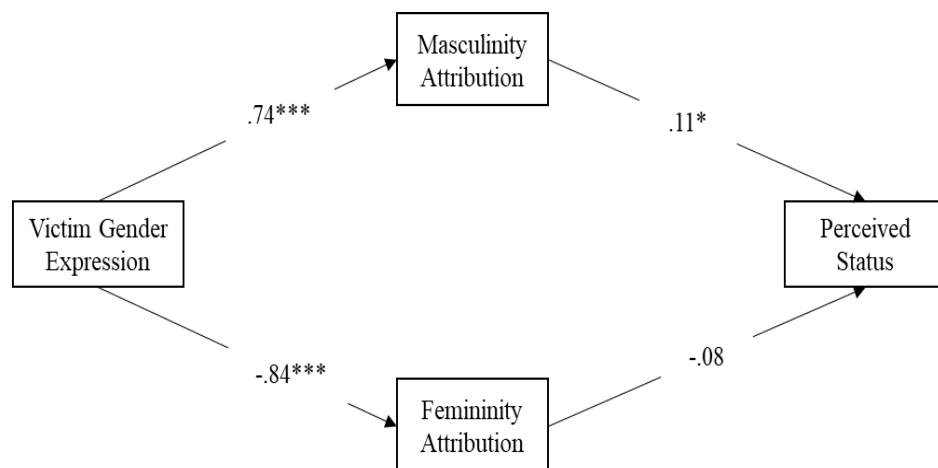 Masculinity
Attribution
.74***
.11*
Victim Gender
Expression
Perceived
Status
-.84***
-.08
Femininity
Attribution